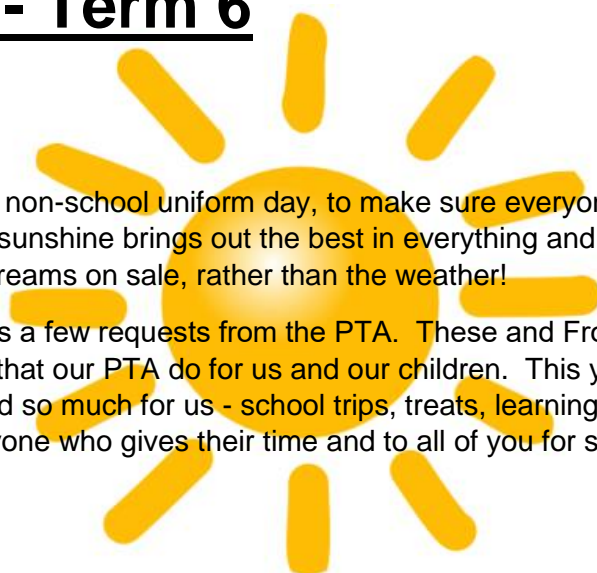 - Term 6
non-school uniform day, to make sure everyon
sunshine brings out the best in everything and
reams on sale, rather than the weather!
s a few requests from the PTA. These and Fro
that our PTA do for us and our children. This y
d so much for us - school trips, treats, learning
yone who gives their time and to all of you for s